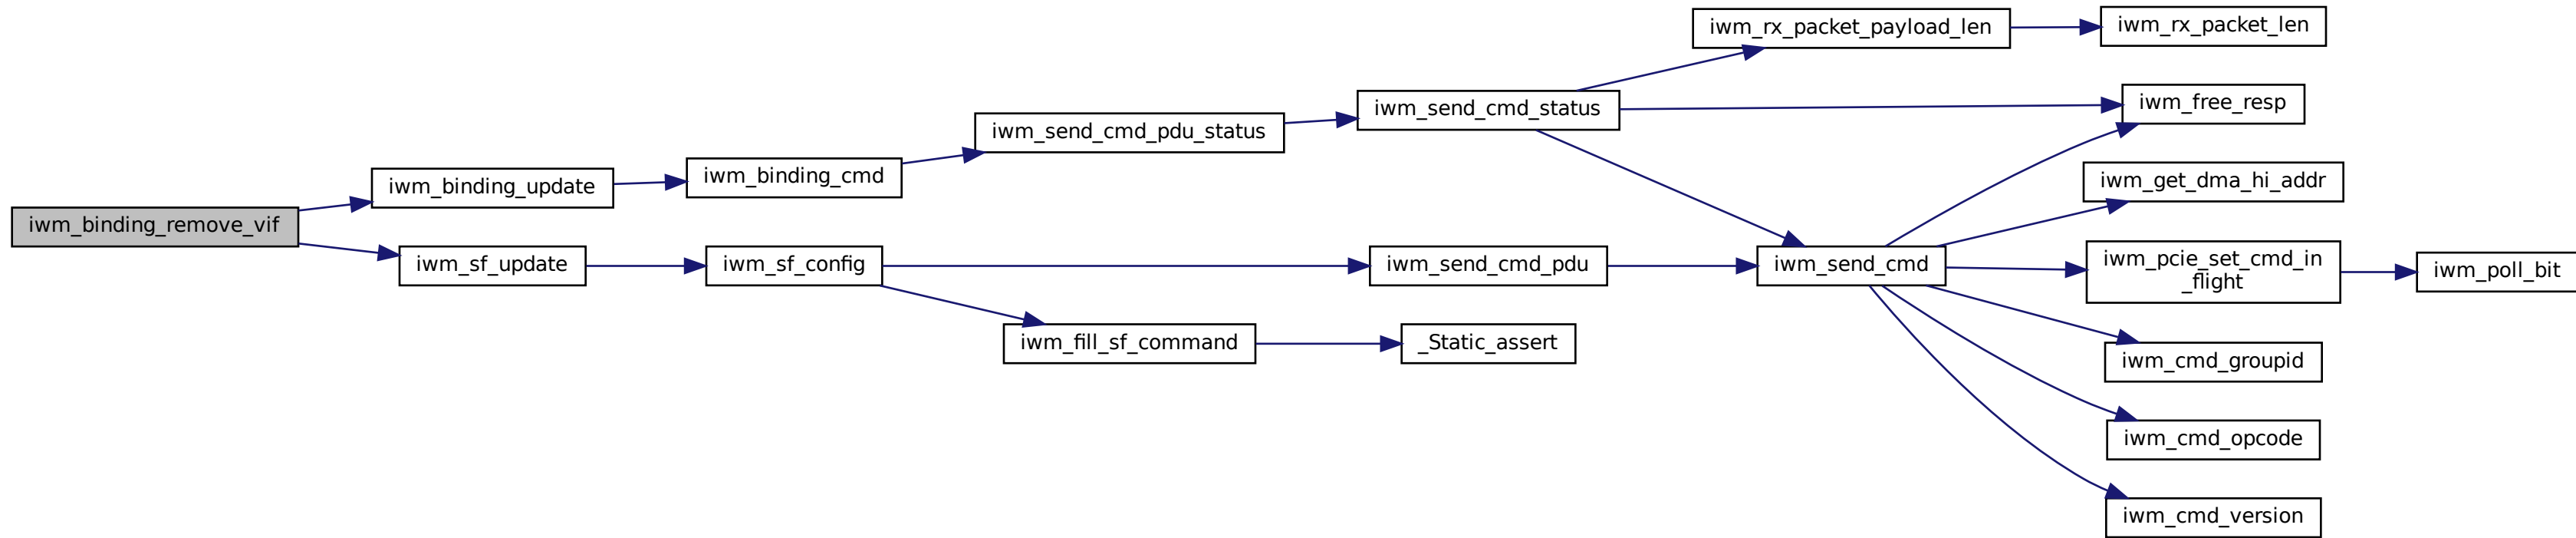 iwm_binding_remove_vif
iwm_binding_update
iwm_sf_update
iwm_binding_cmd
iwm_sf_config
iwm_send_cmd_pdu_status
iwm_fill_sf_command
iwm_send_cmd_status
iwm_send_cmd_pdu
_Static_assert
iwm_rx_packet_payload_len
iwm_send_cmd
iwm_rx_packet_len
iwm_free_resp
iwm_get_dma_hi_addr
iwm_pcie_set_cmd_in
_flight
iwm_cmd_groupid
iwm_cmd_opcode
iwm_cmd_version
iwm_poll_bit